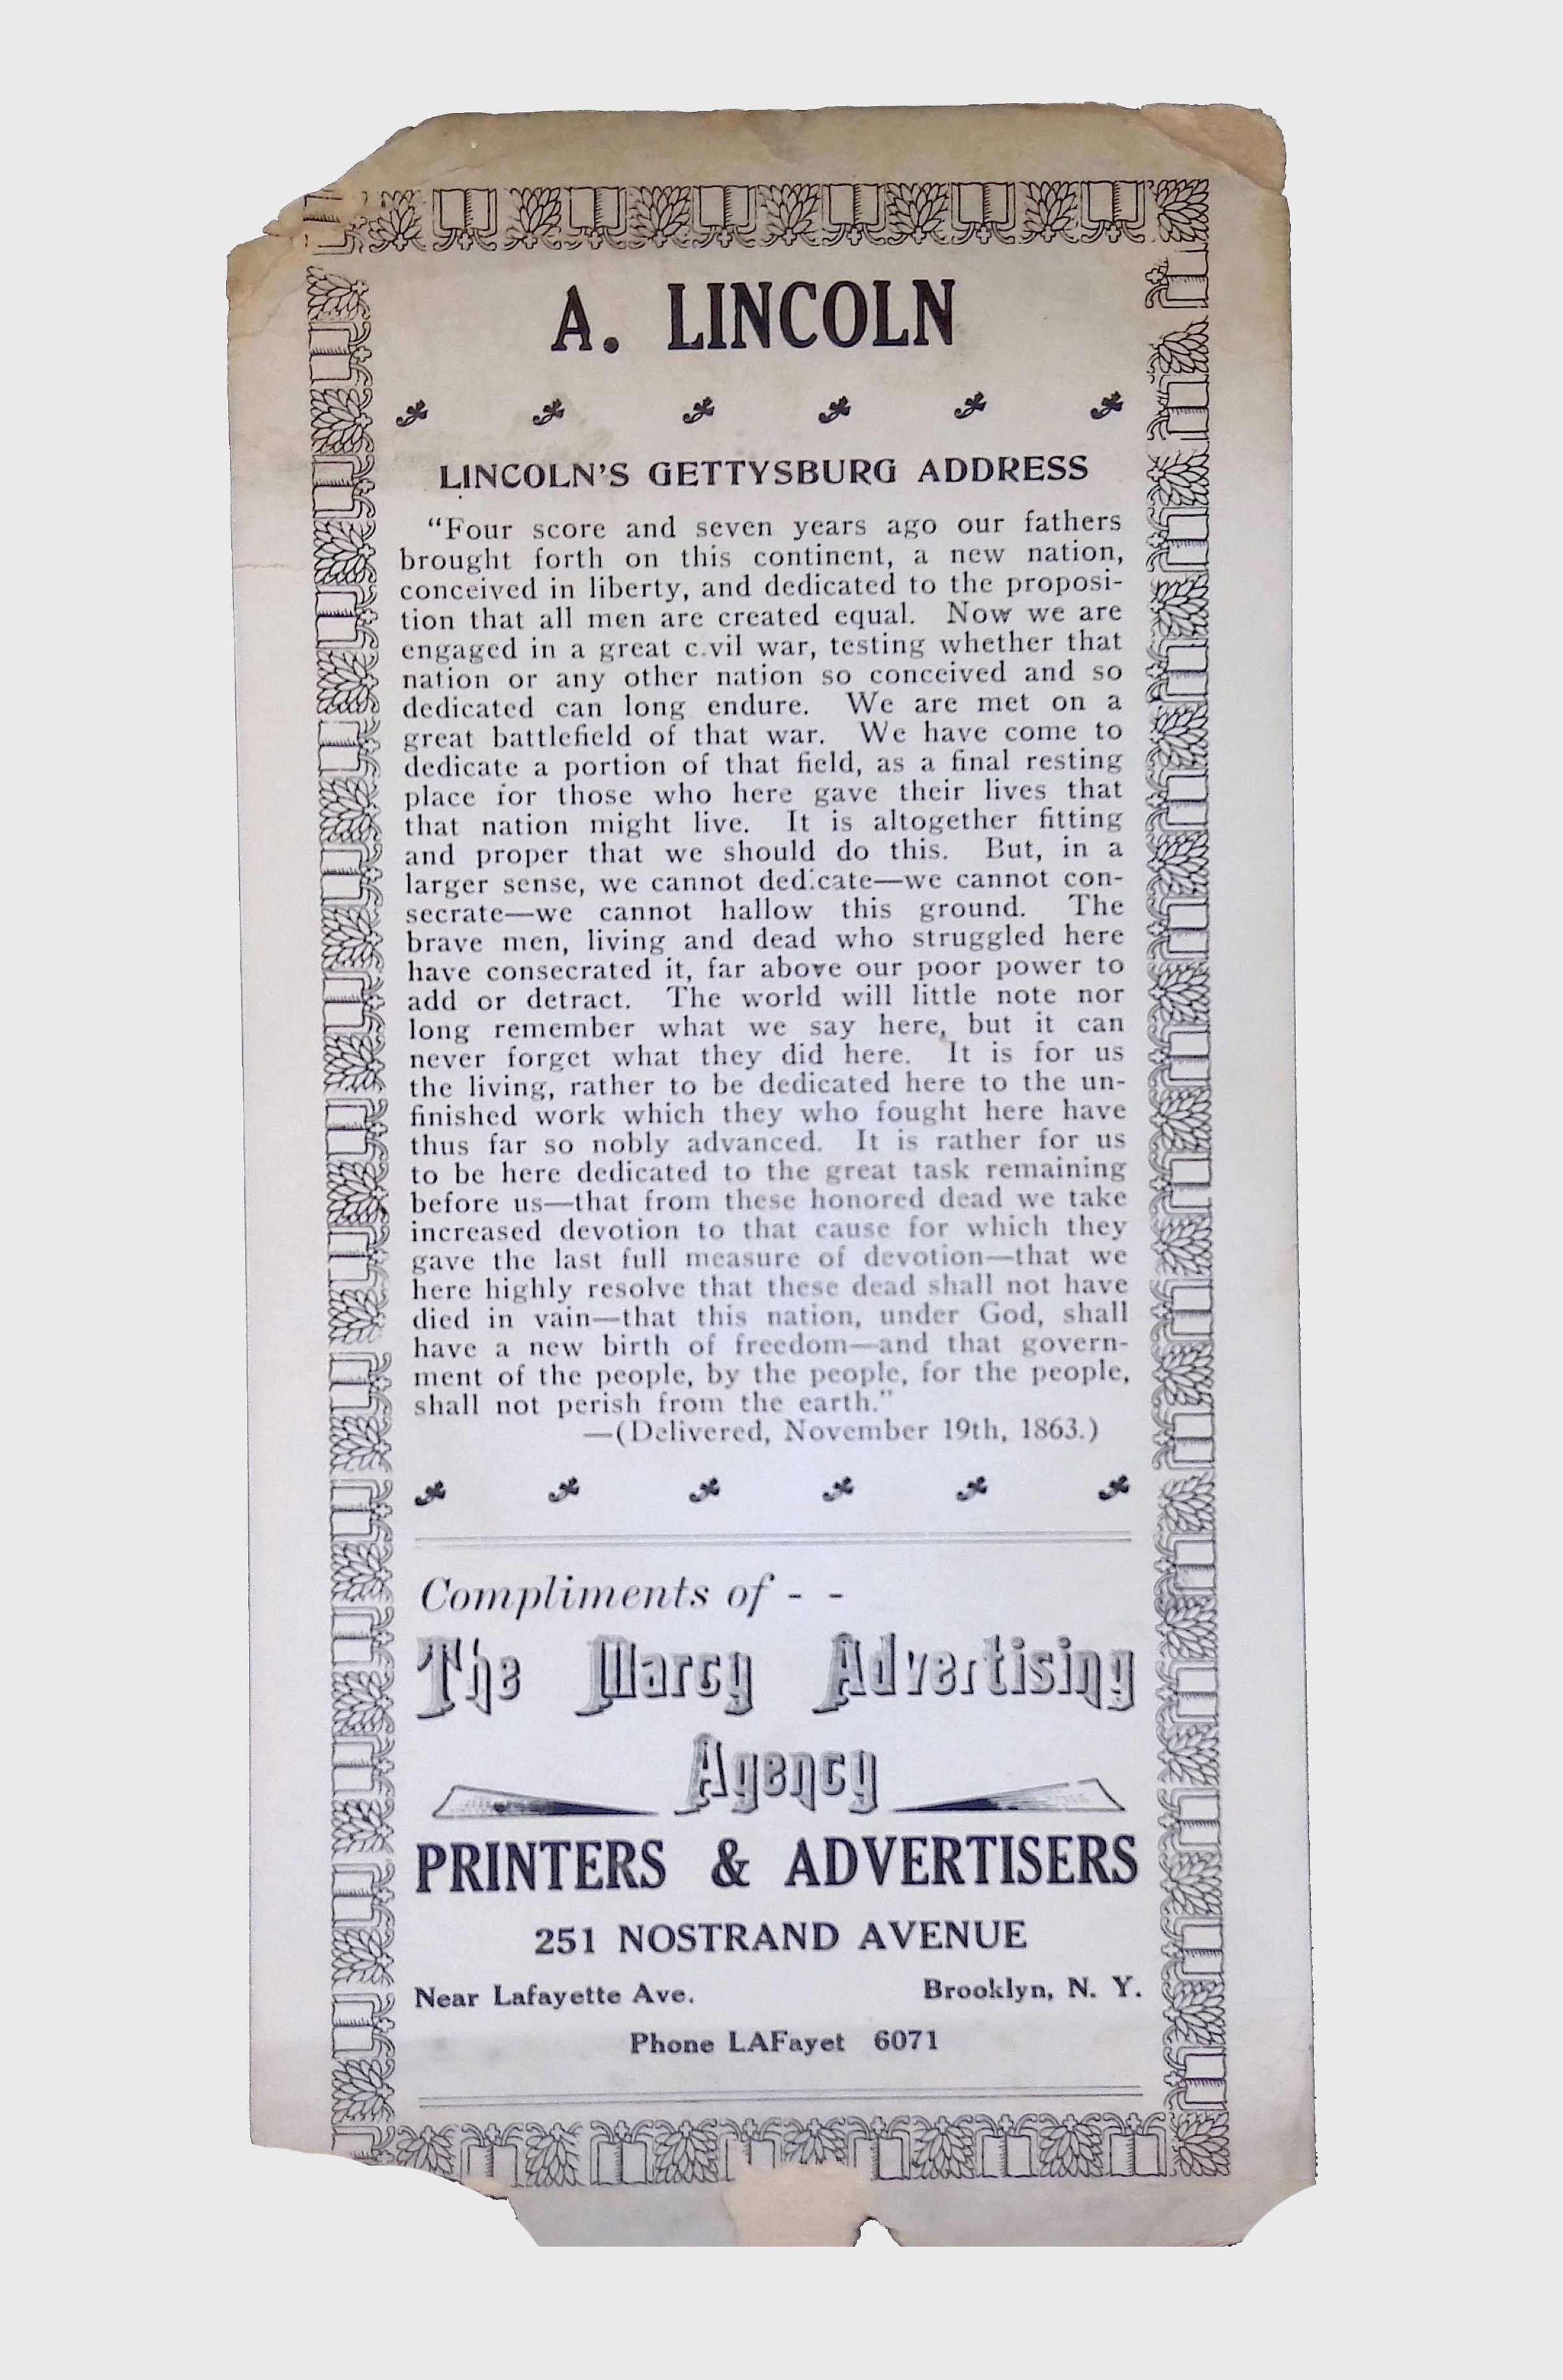 A. LINCOLN
LINCOLN'S GETTYSBURG ADDRESS
“Four score and seven years ago our fathers
brought forth on this continent, a new nation,
conceived in liberty, and dedicated to the proposi-
tion that all men are created equal. Now we are
engaged in a great c.vil war, testing whether that
nation or any other nation so conceived and so
dedicated can long endure. We are met on a
great battlefield of that war. We have come to
dedicate a portion of that field, as a final resting
place for those who here gave their lives that
that nation might live. It is altogether fitting
and proper that we should do this. But, in a
larger sense, we cannot dedicate—we cannot con-
secrate—we cannot hallow this ground. The
brave men, living and dead who struggled here
have consecrated it, far above our poor power to
add or detract. The world will little note nor
long remember what we say here, but it can
never forget what they did here. It is for us
the living, rather to be dedicated here to the un-
finished work which they who fought here have
thus far so nobly advanced. It is rather for us
to be here dedicated to the great task remaining
before us—that from these honored dead we take
increased devotion to that cause for which they
gave the last full measure of devotion—that we
here highly resolve that these dead shall not have
died in vain—that this nation, under God, shall
have a new birth of freedom—and that govern-
ment of the people, by the people, for the people,
shall not perish from the earth.”
—(Delivered, November 19th, 1863.)
Compliments of - -
The Marcy Advertising
Agency
PRINTERS & ADVERTISERS
251 NOSTRAND AVENUE
Near Lafayette Ave. Brooklyn, N. Y.
Phone LAFayet 6071